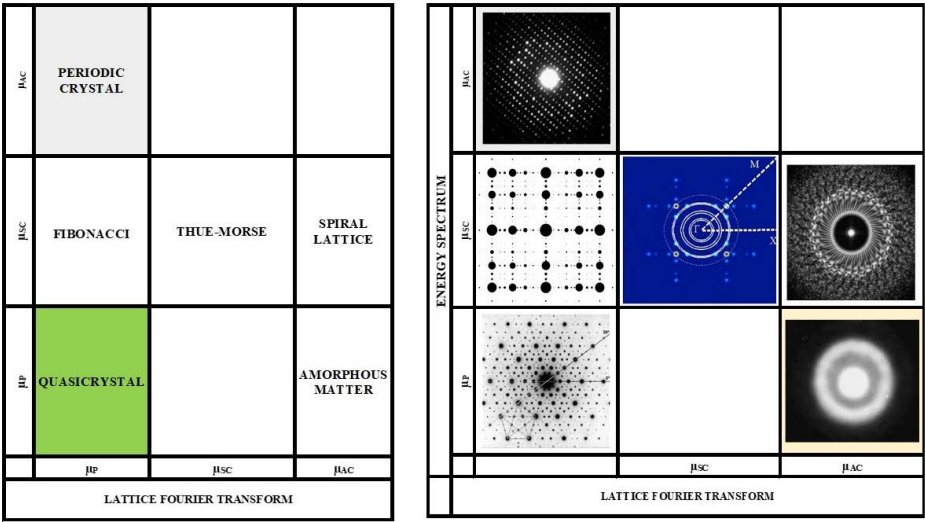 μAC
PERIODIC
CRYSTAL
μSC
FIBONACCI
THUE-MORSE
SPIRAL
LATTICE
μP
QUASICRYSTAL
AMORPHOUS
MATTER
μP
μSC
μAC
LATTICE FOURIER TRANSFORM
ENERGY SPECTRUM
μAC
μSC
M
Γ
X
μP
μSC
μAC
LATTICE FOURIER TRANSFORM